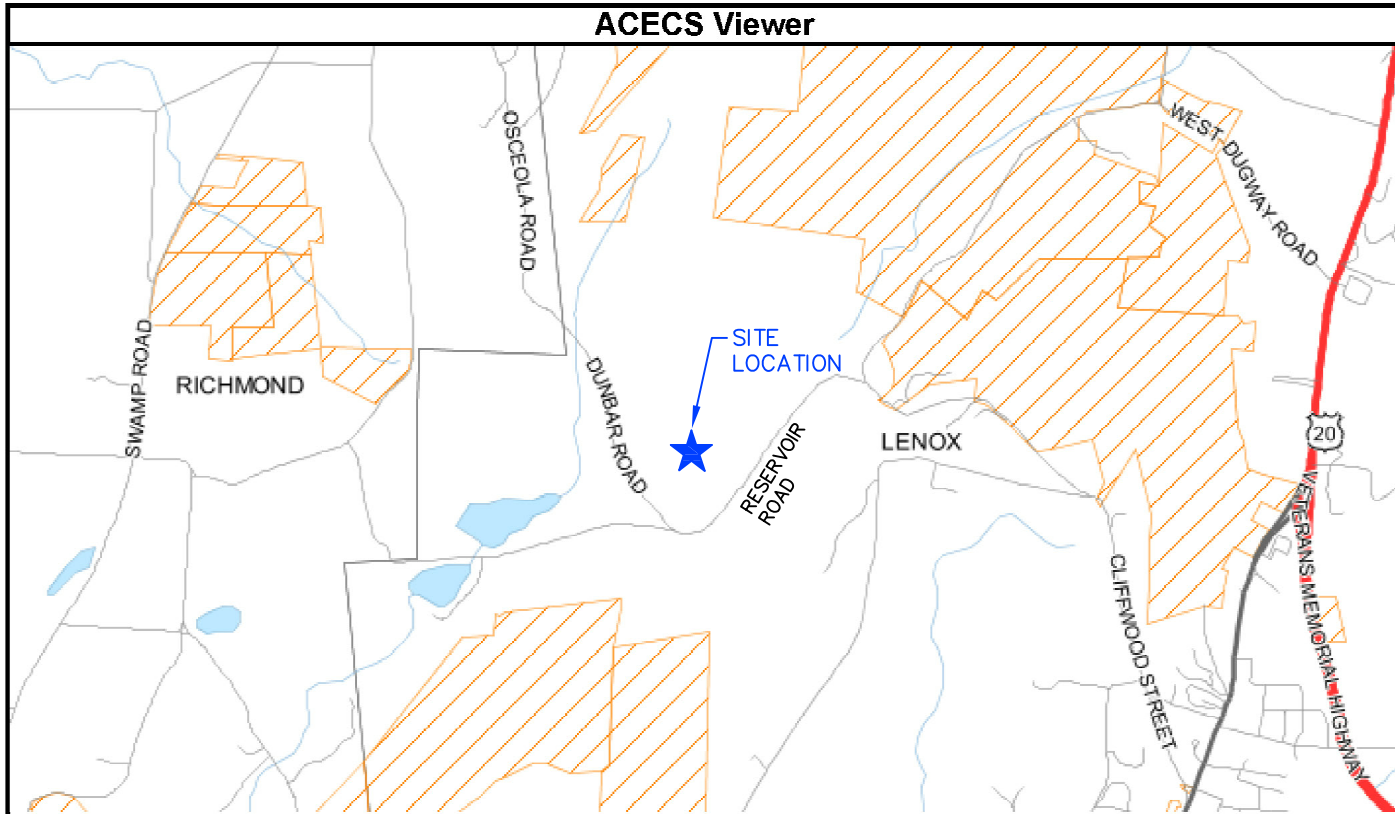 ACECS Viewer
WEST DUGWAY ROAD
OSCEOLA ROAD
SWAMP ROAD
RICHMOND
SITE
LOCATION
DUNBAR ROAD
RESERVOIR
ROAD
LENOX
20
VETERANS MEMORIAL HIGHWAY
CLIFFWOOD STREET